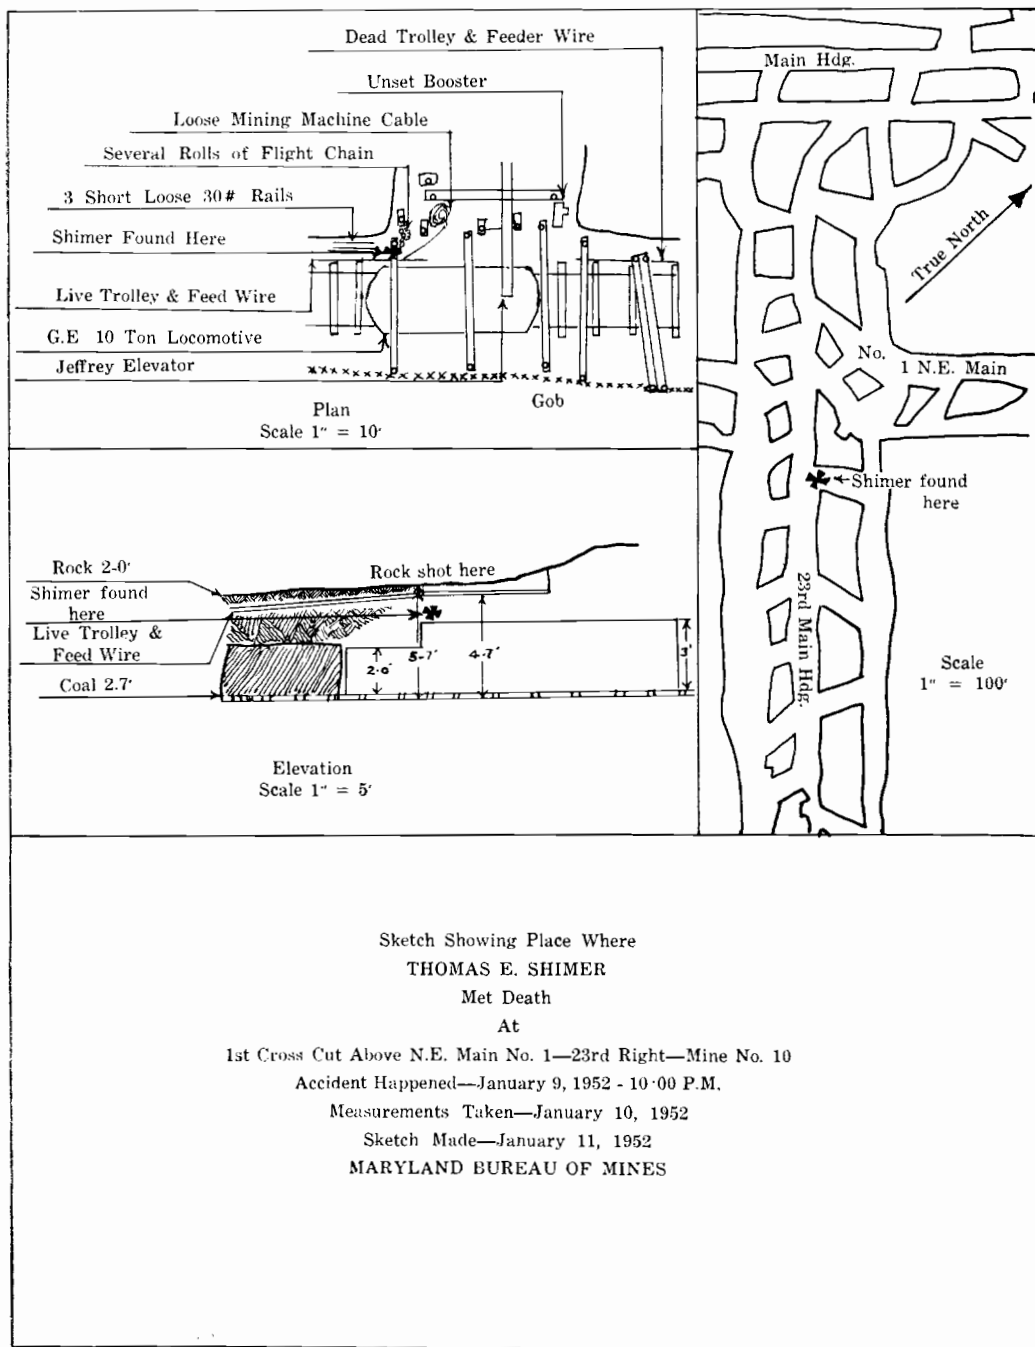 Dead Trolley & Feeder Wire
Unset Booster
Loose Mining Machine Cable
Several Rolls of Flight Chain
3 Short Loose 30# Rails
Shimer Found Here
Live Trolley & Feed Wire
G.E 10 Ton Locomotive
Jeffrey Elevator
Gob
Plan
Scale 1" = 10'
Main Hdg.
True North
No.
1 N.E. Main
Shimer found
here
23rd Main Hdg.
Scale
1" = 100'
Rock 2-0'
Rock shot here
Shimer found
here
Live Trolley &
Feed Wire
Coal 2.7'
2-0'
5-7'
4-7'
3'
Elevation
Scale 1" = 5'
Sketch Showing Place Where
THOMAS E. SHIMER
Met Death
At
1st Cross Cut Above N.E. Main No. 1—23rd Right—Mine No. 10
Accident Happened—January 9, 1952 - 10:00 P.M.
Measurements Taken—January 10, 1952
Sketch Made—January 11, 1952
MARYLAND BUREAU OF MINES